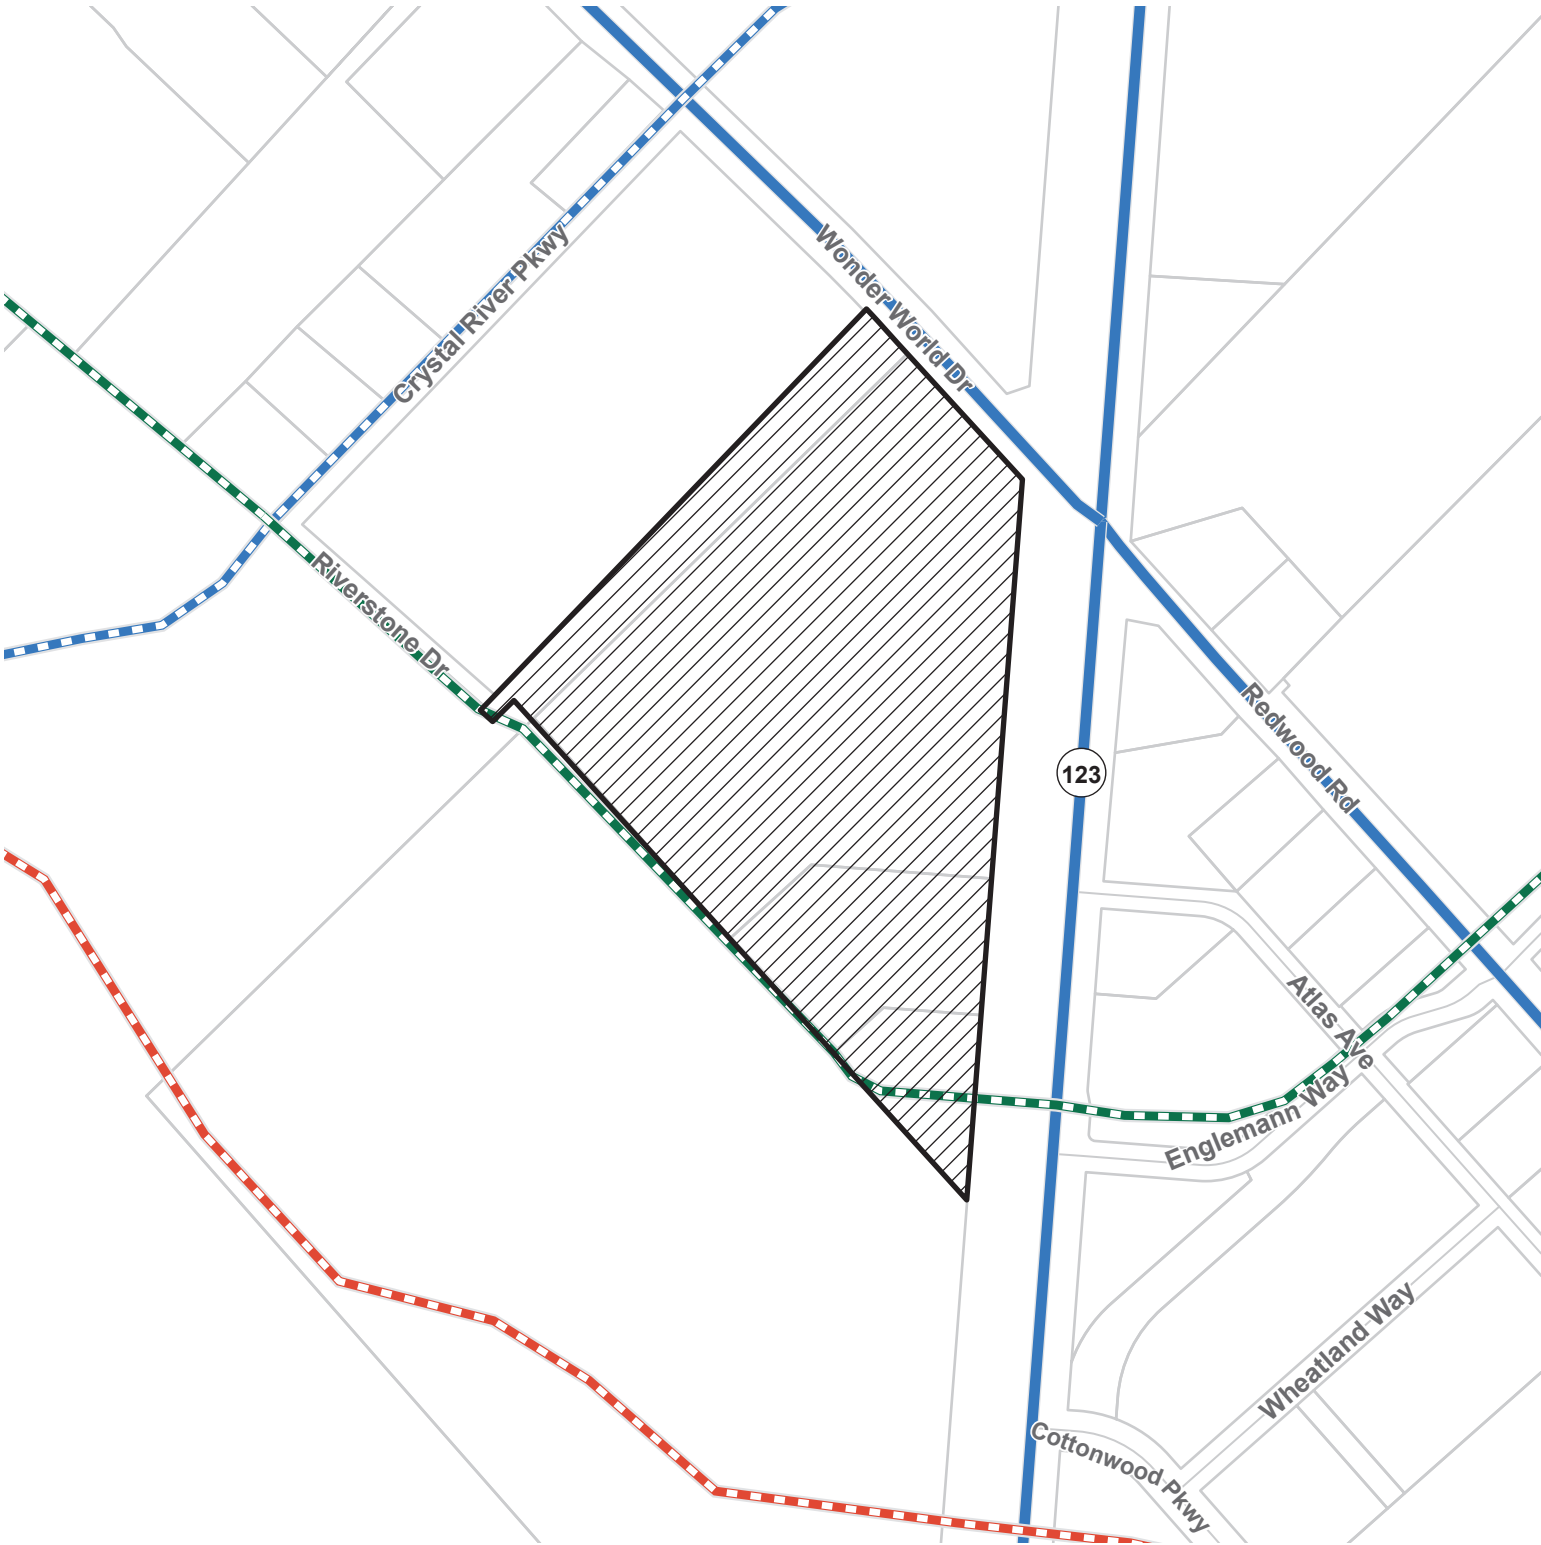 Wonder World Dr
Crystal River Pkwy
Riverstone Dr
Redwood Rd
123
Atlas Ave
Englemann Way
Wheatland Way
Cottonwood Pkwy